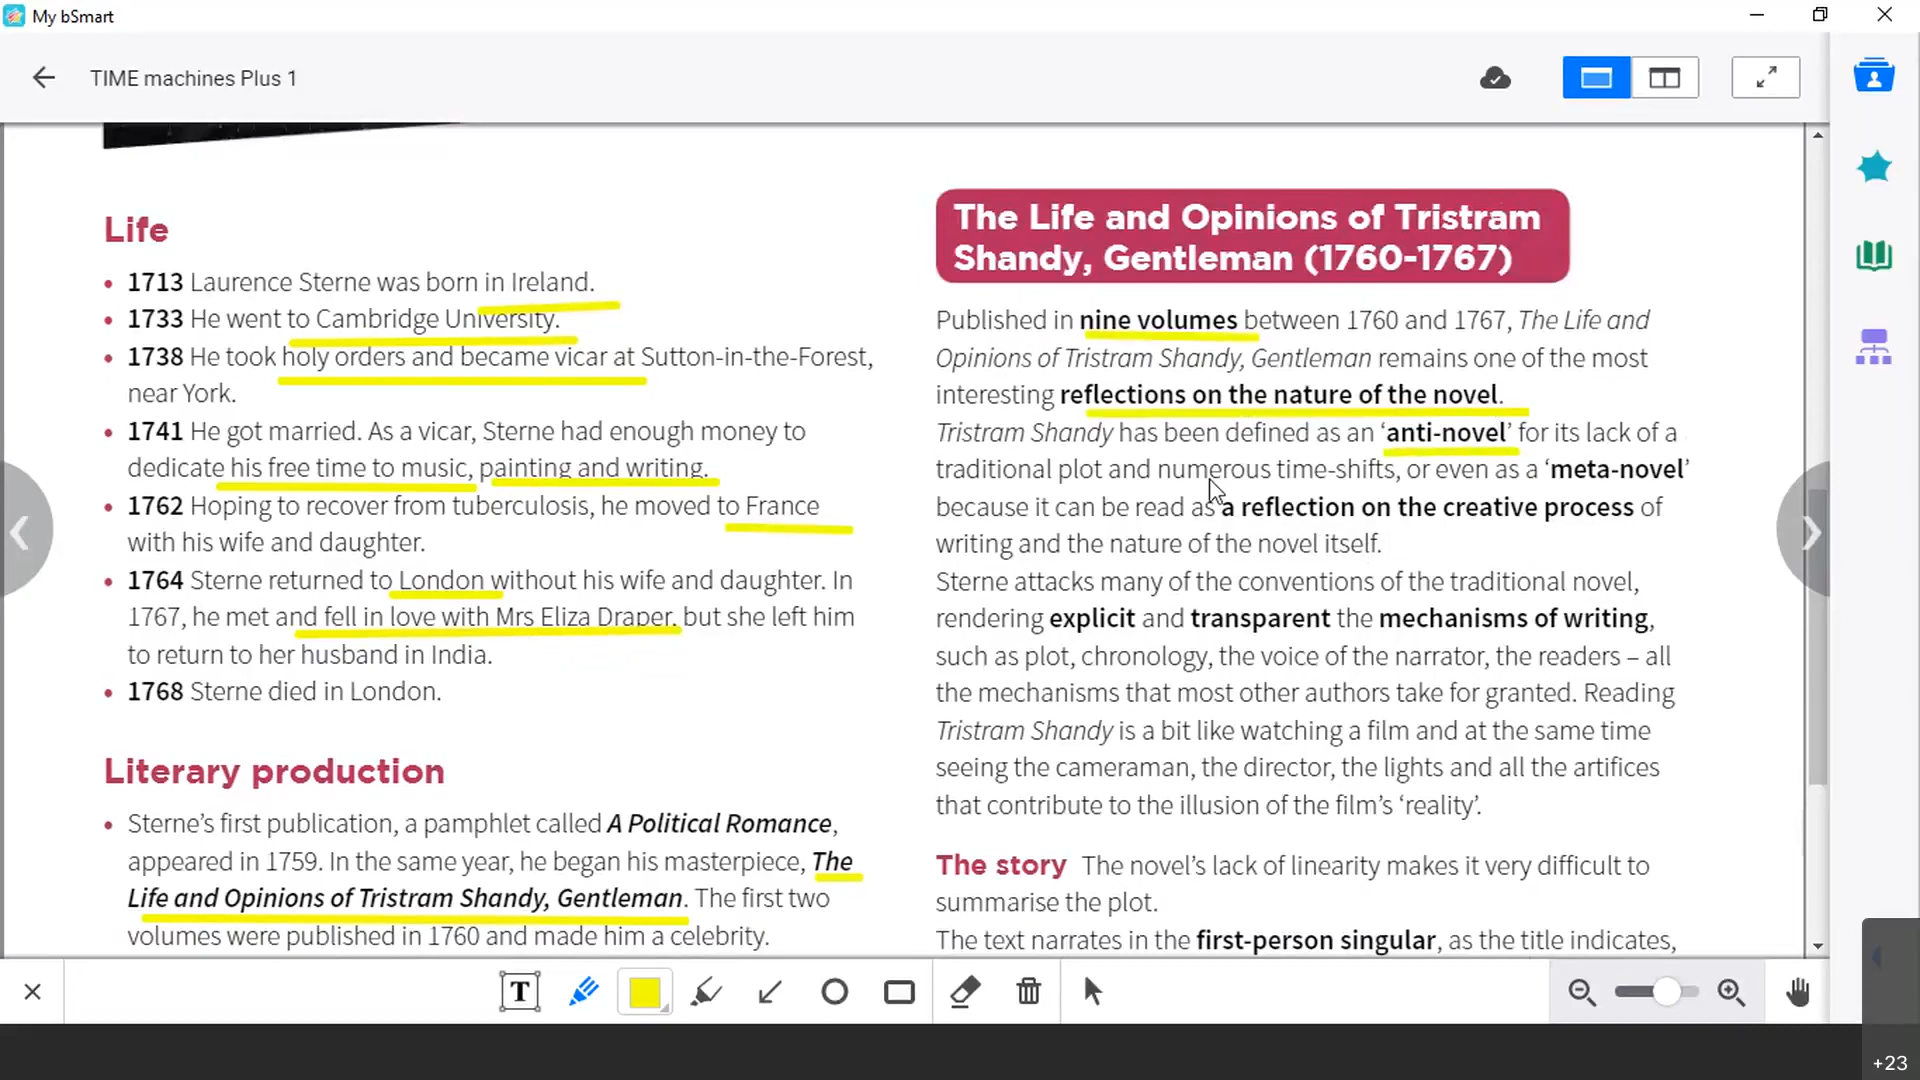 My bSmart
TIME machines Plus 1
Life
• 1713 Laurence Sterne was born in Ireland.
• 1733 He went to Cambridge University.
• 1738 He took holy orders and became vicar at Sutton-in-the-Forest,
near York.
• 1741 He got married. As a vicar, Sterne had enough money to
dedicate his free time to music, painting and writing.
• 1762 Hoping to recover from tuberculosis, he moved to France
with his wife and daughter.
• 1764 Sterne returned to London without his wife and daughter. In
1767, he met and fell in love with Mrs Eliza Draper, but she left him
to return to her husband in India.
• 1768 Sterne died in London.
Literary production
• Sterne’s first publication, a pamphlet called A Political Romance,
appeared in 1759. In the same year, he began his masterpiece, The
Life and Opinions of Tristram Shandy, Gentleman. The first two
volumes were published in 1760 and made him a celebrity.
The Life and Opinions of Tristram
Shandy, Gentleman (1760-1767)
Published in nine volumes between 1760 and 1767, The Life and
Opinions of Tristram Shandy, Gentleman remains one of the most
interesting reflections on the nature of the novel.
Tristram Shandy has been defined as an ‘anti-novel’ for its lack of a
traditional plot and numerous time-shifts, or even as a ‘meta-novel’
because it can be read as a reflection on the creative process of
writing and the nature of the novel itself.
Sterne attacks many of the conventions of the traditional novel,
rendering explicit and transparent the mechanisms of writing,
such as plot, chronology, the voice of the narrator, the readers – all
the mechanisms that most other authors take for granted. Reading
Tristram Shandy is a bit like watching a film and at the same time
seeing the cameraman, the director, the lights and all the artifices
that contribute to the illusion of the film’s ‘reality’.
The story The novel’s lack of linearity makes it very difficult to
summarise the plot.
The text narrates in the first-person singular, as the title indicates,
T
+23